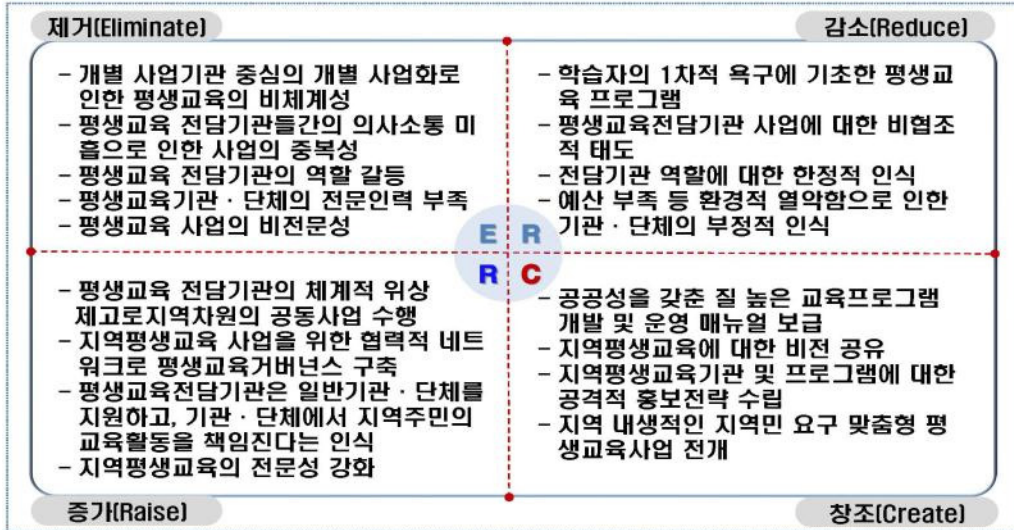 제거(Eliminate)
감소(Reduce)
- 개별 사업기관 중심의 개별 사업화로
인한 평생교육의 비체계성
- 평생교육 전담기관들간의 의사소통 미
흡으로 인한 사업의 중복성
- 평생교육 전담기관의 역할 갈등
- 평생교육기관 · 단체의 전문인력 부족
- 평생교육 사업의 비전문성
- 학습자의 1차적 욕구에 기초한 평생교
육 프로그램
- 평생교육전담기관 사업에 대한 비협조
적 태도
- 전담기관 역할에 대한 한정적 인식
- 예산 부족 등 환경적 열악함으로 인한
기관 · 단체의 부정적 인식
E R
R C
- 평생교육 전담기관의 체계적 위상
제고로지역차원의 공동사업 수행
- 지역평생교육 사업을 위한 협력적 네트
워크로 평생교육거버넌스 구축
- 평생교육전담기관은 일반기관 · 단체를
지원하고, 기관 · 단체에서 지역주민의
교육활동을 책임진다는 인식
- 지역평생교육의 전문성 강화
- 공공성을 갖춘 질 높은 교육프로그램
개발 및 운영 매뉴얼 보급
- 지역평생교육에 대한 비전 공유
- 지역평생교육기관 및 프로그램에 대한
공격적 홍보전략 수립
- 지역 내생적인 지역민 요구 맞춤형 평
생교육사업 전개
증가(Raise)
창조(Create)